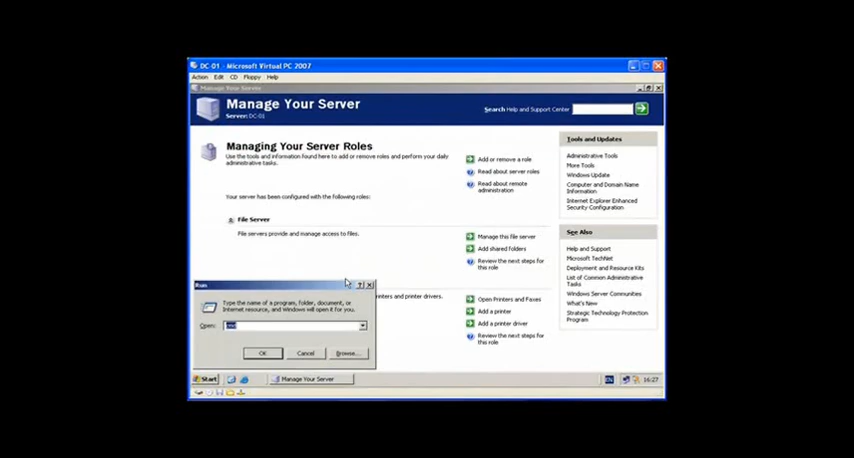 DC-01 - Microsoft Virtual PC 2007
Action Edit CD Floppy Help
Manage Your Server
Manage Your Server
Server: DC-01
Search Help and Support Center
Managing Your Server Roles
Use the tools and information found here to add or remove roles and perform your daily
administrative tasks.
Your server has been configured with the following roles:
File Server
File servers provide and manage access to files.
Add or remove a role
Read about server roles
Read about remote
administration
Manage this file server
Add shared folders
Review the next steps for
this role
rinters and printer drivers.
Open Printers and Faxes
Add a printer
Add a printer driver
Review the next steps for
this role
Tools and Updates
Administrative Tools
More Tools
Windows Update
Computer and Domain Name
Information
Internet Explorer Enhanced
Security Configuration
See Also
Help and Support
Microsoft TechNet
Deployment and Resource Kits
List of Common Administrative
Tasks
Windows Server Communities
What's New
Strategic Technology Protection
Program
Run
Type the name of a program, folder, document, or
Internet resource, and Windows will open it for you.
Open:
OK Cancel Browse...
Start Manage Your Server EN 16:27